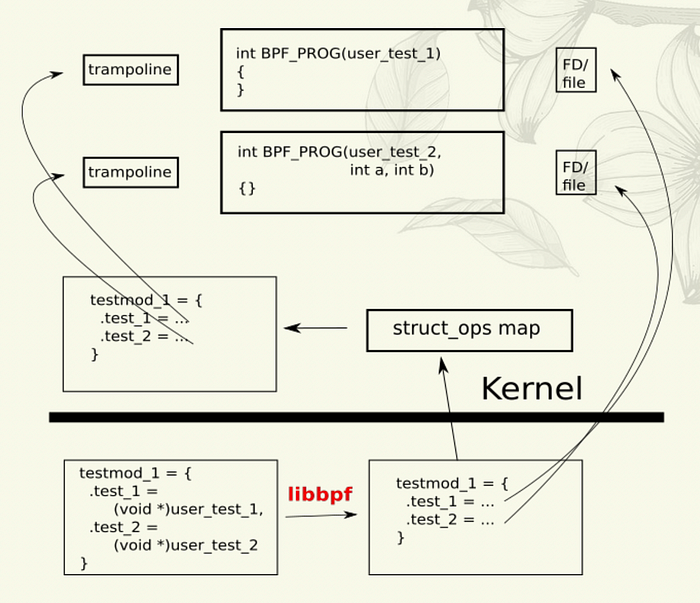 trampoline
int BPF_PROG(user_test_1)
{
}
FD/
file
trampoline
int BPF_PROG(user_test_2,
int a, int b)
{}
FD/
file
testmod_1 = {
.test_1 = ...
.test_2 = ...
}
struct_ops map
Kernel
testmod_1 = {
.test_1 =
(void *)user_test_1,
.test_2 =
(void *)user_test_2
}
libbpf
testmod_1 = {
.test_1 = ...
.test_2 = ...
}